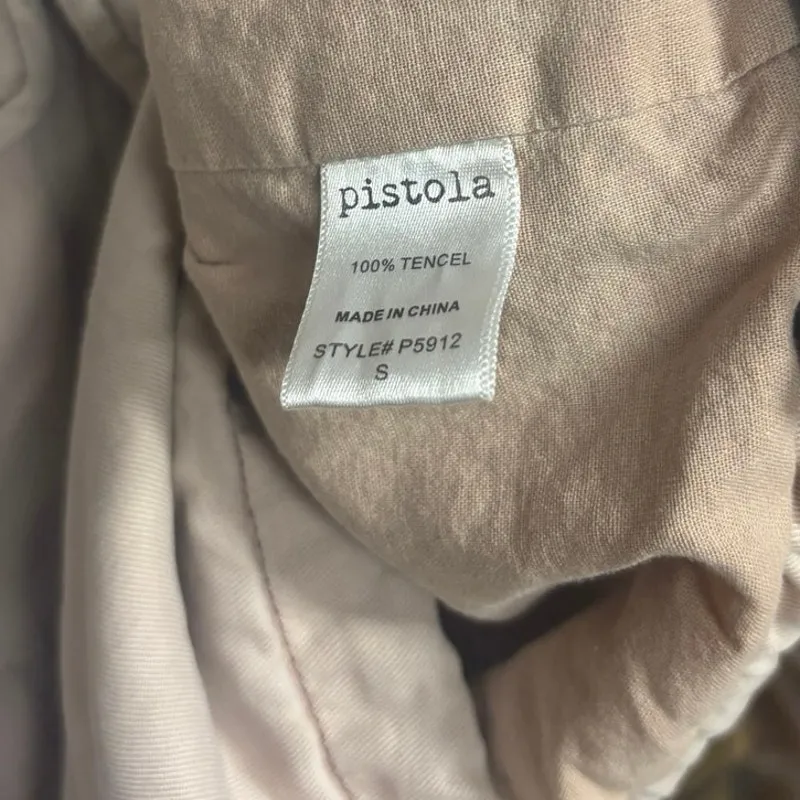 pistola
100% TENCEL
MADE IN CHINA
STYLE# P5912
S